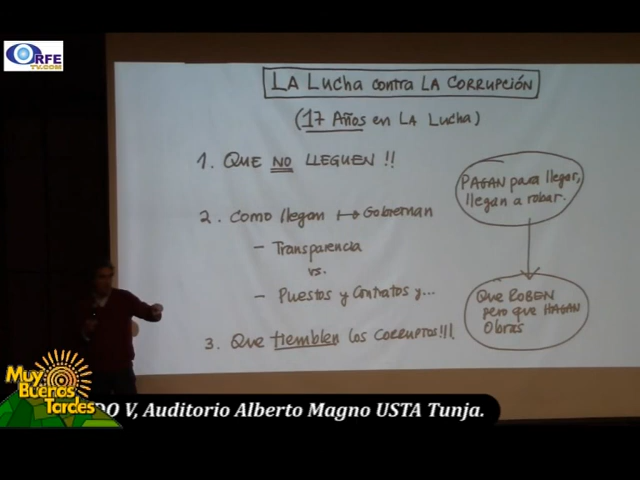 ORFE
TV.COM
LA LUCHA CONTRA LA CORRUPCIÓN
(17 AÑOS EN LA LUCHA)
1. QUE NO LLEGUEN !!
2. COMO llegan ↦ GOBIERNAN
- Transparencia
vs.
- Puestos y Contratos y...
3. Que tiemblen los CORRUPTOS!!!.
PAGAN para llegar,
llegan a robar.
Que ROBEN
pero que HAGAN
Obras
Muy
Buenas
Tardes
DO V, Auditorio Alberto Magno USTA Tunja.